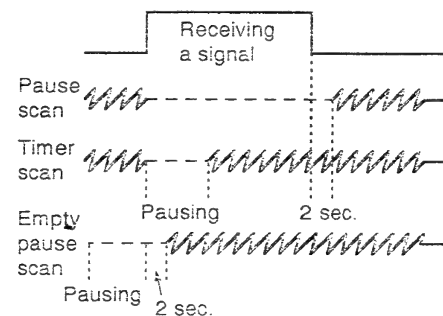 Receiving
a signal
Pause
scan
Timer
scan
Pausing
2 sec.
Empty
pause
scan
Pausing
2 sec.